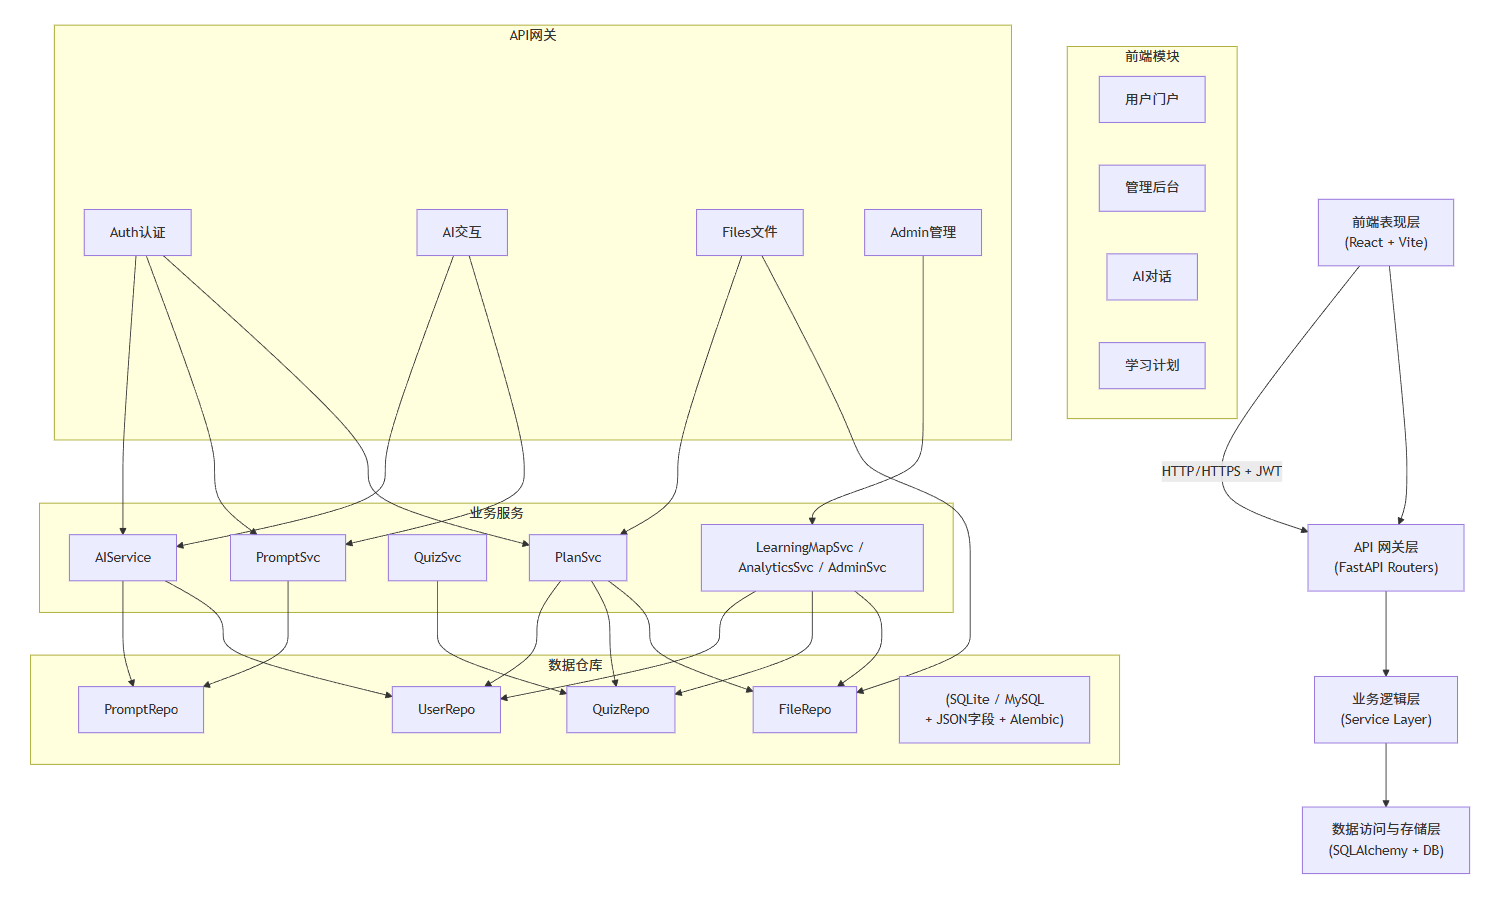 API网关
Auth认证
AI交互
Files文件
Admin管理
前端模块
用户门户
管理后台
AI对话
学习计划
前端表现层
(React + Vite)
HTTP/HTTPS + JWT
API 网关层
(FastAPI Routers)
业务逻辑层
(Service Layer)
数据访问与存储层
(SQLAlchemy + DB)
业务服务
AIService
PromptSvc
QuizSvc
PlanSvc
LearningMapSvc /
AnalyticsSvc / AdminSvc
数据仓库
PromptRepo
UserRepo
QuizRepo
FileRepo
(SQLite / MySQL
+ JSON字段 + Alembic)